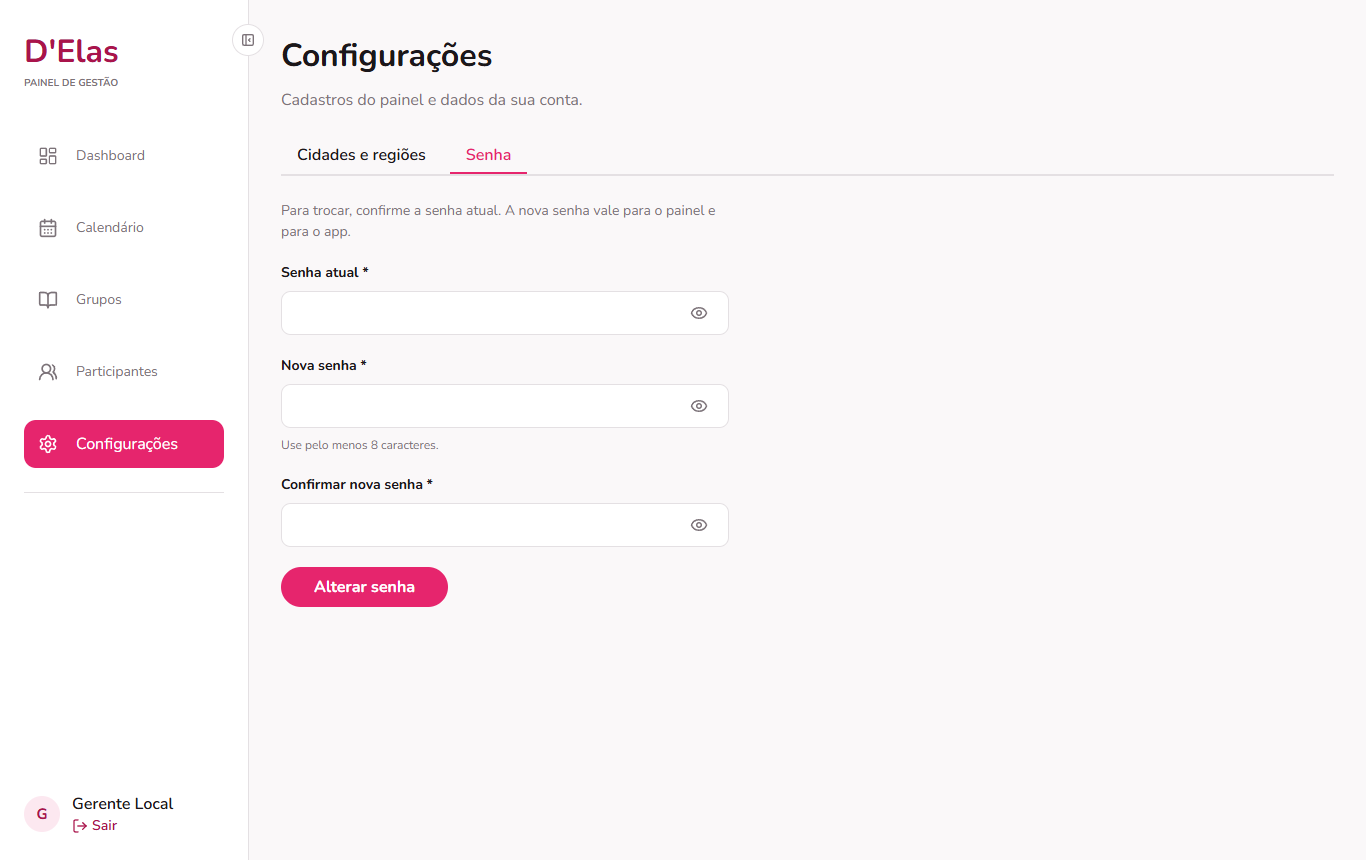 D'Elas
PAINEL DE GESTÃO
Dashboard
Calendário
Grupos
Participantes
Configurações
Gerente Local
G
Sair
Configurações
Cadastros do painel e dados da sua conta.
Cidades e regiões
Senha
Para trocar, confirme a senha atual. A nova senha vale para o painel e
para o app.
Senha atual *
Nova senha *
Use pelo menos 8 caracteres.
Confirmar nova senha *
Alterar senha